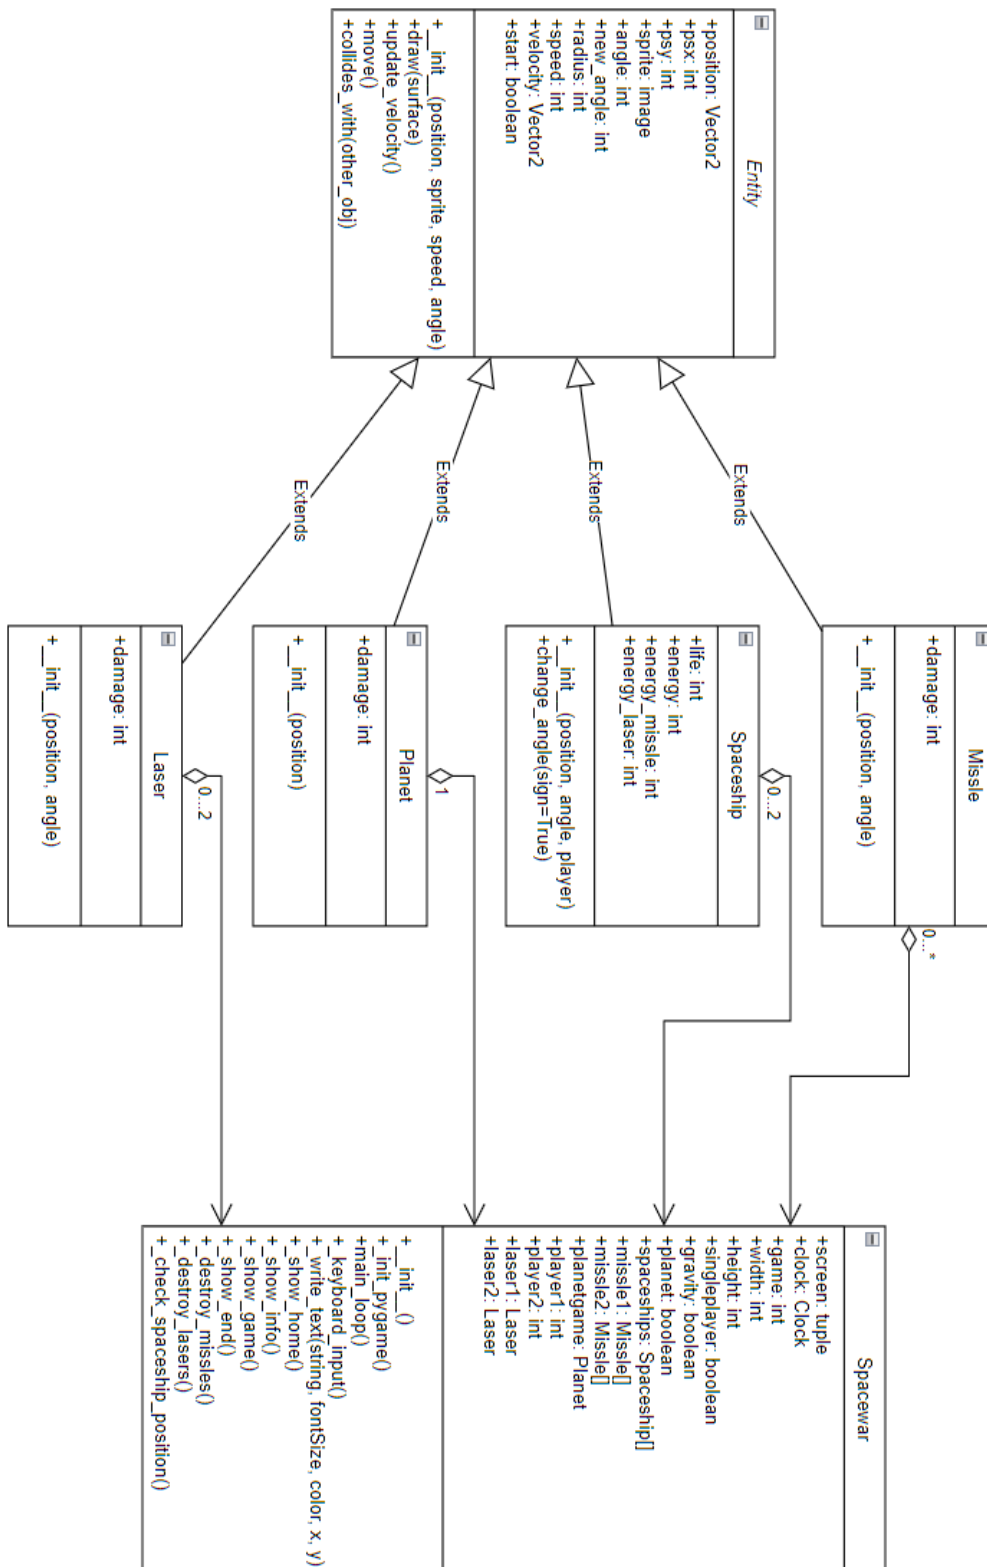 Entity
+position: Vector2
+psx: int
+psy: int
+sprite: image
+angle: int
+new_angle: int
+radius: int
+speed: int
+velocity: Vector2
+start: boolean
+__init__(position, sprite, speed, angle)
+draw(surface)
+update_velocity()
+move()
+collides_with(other_obj)
Extends
Extends
Extends
Extends
Laser
+damage: int
+__init__(position, angle)
0...2
Planet
+damage: int
+__init__(position)
1
Spaceship
+life: int
+energy: int
+energy_missle: int
+energy_laser: int
+__init__(position, angle, player)
+change_angle(sign=True)
0...2
Missle
+damage: int
+__init__(position, angle)
0...*
Spacewar
+screen: tuple
+clock: Clock
+game: int
+width: int
+height: int
+singleplayer: boolean
+gravity: boolean
+planet: boolean
+spaceships: Spaceship[]
+missle1: Missle[]
+missle2: Missle[]
+planetgame: Planet
+player1: int
+player2: int
+laser1: Laser
+laser2: Laser
+__init__()
+_init_pygame()
+main_loop()
+_keyboard_input()
+_write_text(string, fontSize, color, x, y)
+_show_home()
+_show_info()
+_show_game()
+_show_end()
+_destroy_missles()
+_destroy_lasers()
+_check_spaceship_position()